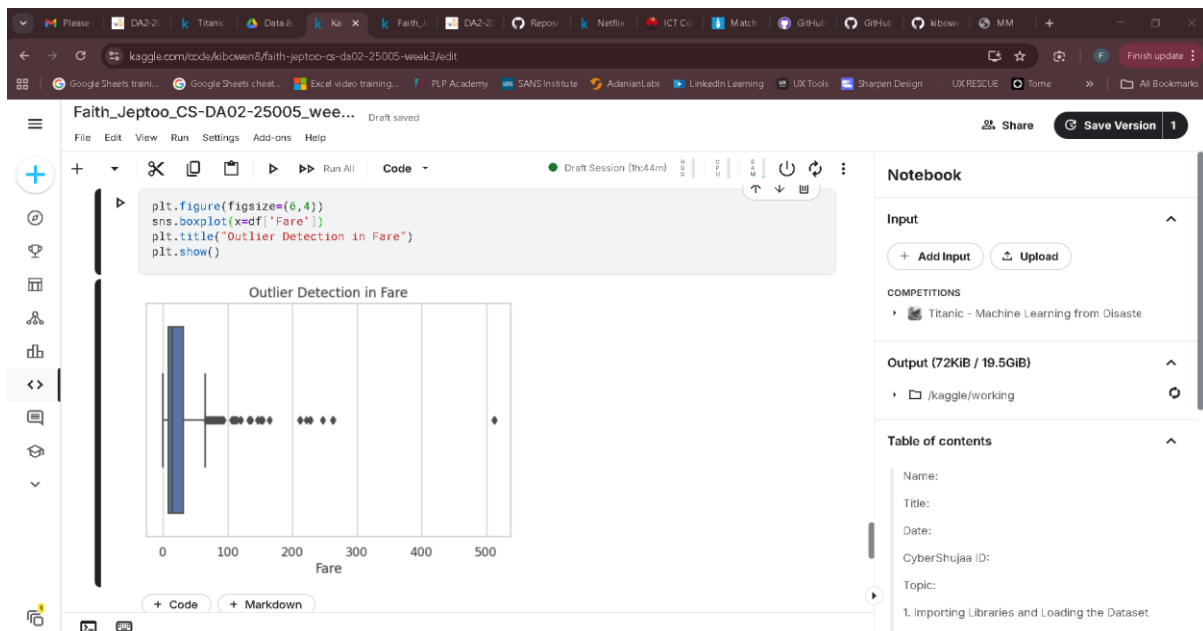 Please
DA2-2
Titanic
Data &
Ka
Faith_J
DA2-2
Reposi
Netflix
ICT Co
Match
GitHub
GitHub
kibowe
MM
kaggle.com/code/kibowen8/faith-jeptoo-cs-da02-25005-week3/edit
F
Finish update
Google Sheets traini...
Google Sheets cheat...
Excel video training...
PLP Academy
SANS Institute
AdanianLabs
LinkedIn Learning
UX Tools
Sharpen Design
UX RESCUE
Tome
»
All Bookmarks
Faith_Jeptoo_CS-DA02-25005_wee...
Draft saved
File Edit View Run Settings Add-ons Help
Share
Save Version 1
Run All
Code
Draft Session (1h:44m)
HDD
CPU
RAM
plt.figure(figsize=(6,4))
sns.boxplot(x=df['Fare'])
plt.title("Outlier Detection in Fare")
plt.show()
Outlier Detection in Fare
0 100 200 300 400 500
Fare
+ Code
+ Markdown
Notebook
Input
+ Add Input
Upload
COMPETITIONS
Titanic - Machine Learning from Disaste
Output (72KiB / 19.5GiB)
/kaggle/working
Table of contents
Name:
Title:
Date:
CyberShujaa ID:
Topic:
1. Importing Libraries and Loading the Dataset